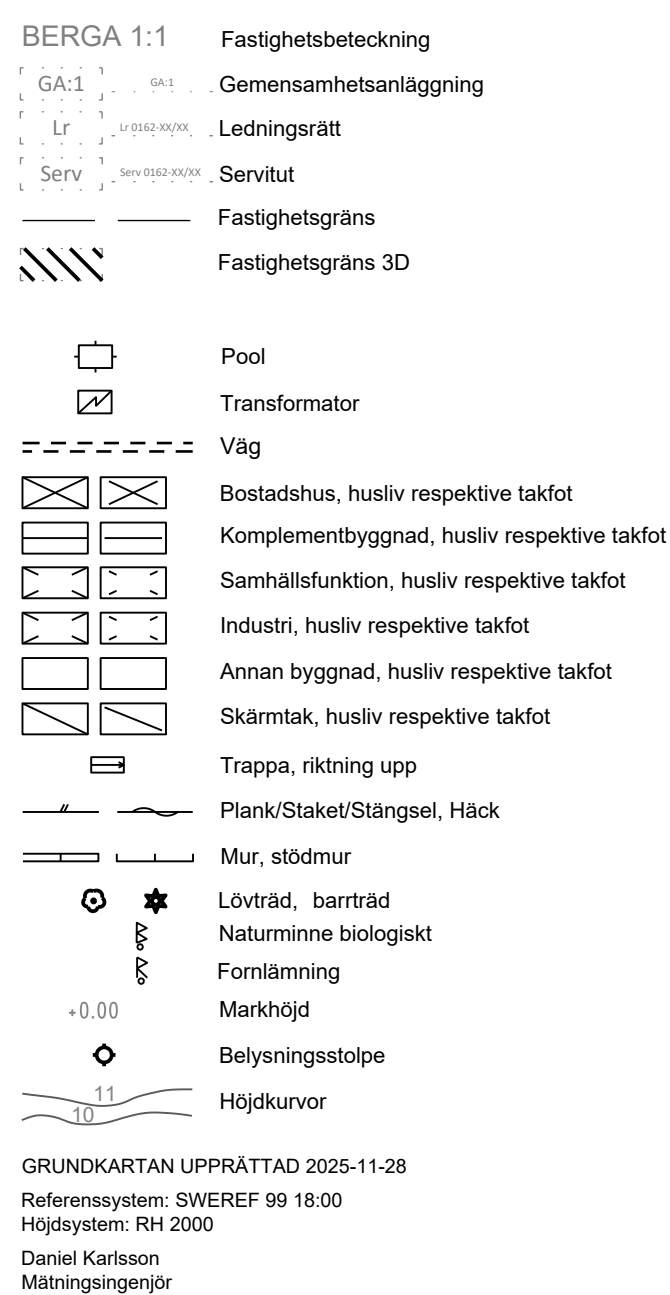 BERGA 1:1 Fastighetsbeteckning
GA:1 GA:1 Gemensamhetsanläggning
Lr Lr 0162-XX/XX Ledningsrätt
Serv Serv 0162-XX/XX Servitut
Fastighetsgräns
Fastighetsgräns 3D
Pool
Transformator
Väg
Bostadshus, husliv respektive takfot
Komplementbyggnad, husliv respektive takfot
Samhällsfunktion, husliv respektive takfot
Industri, husliv respektive takfot
Annan byggnad, husliv respektive takfot
Skärmtak, husliv respektive takfot
Trappa, riktning upp
Plank/Staket/Stängsel, Häck
Mur, stödmur
Lövträd, barrträd
Naturminne biologiskt
Fornlämning
+0.00 Markhöjd
Belysningsstolpe
11
10 Höjdkurvor
GRUNDKARTAN UPPRÄTTAD 2025-11-28
Referenssystem: SWEREF 99 18:00
Höjdsystem: RH 2000
Daniel Karlsson
Mätningsingenjör